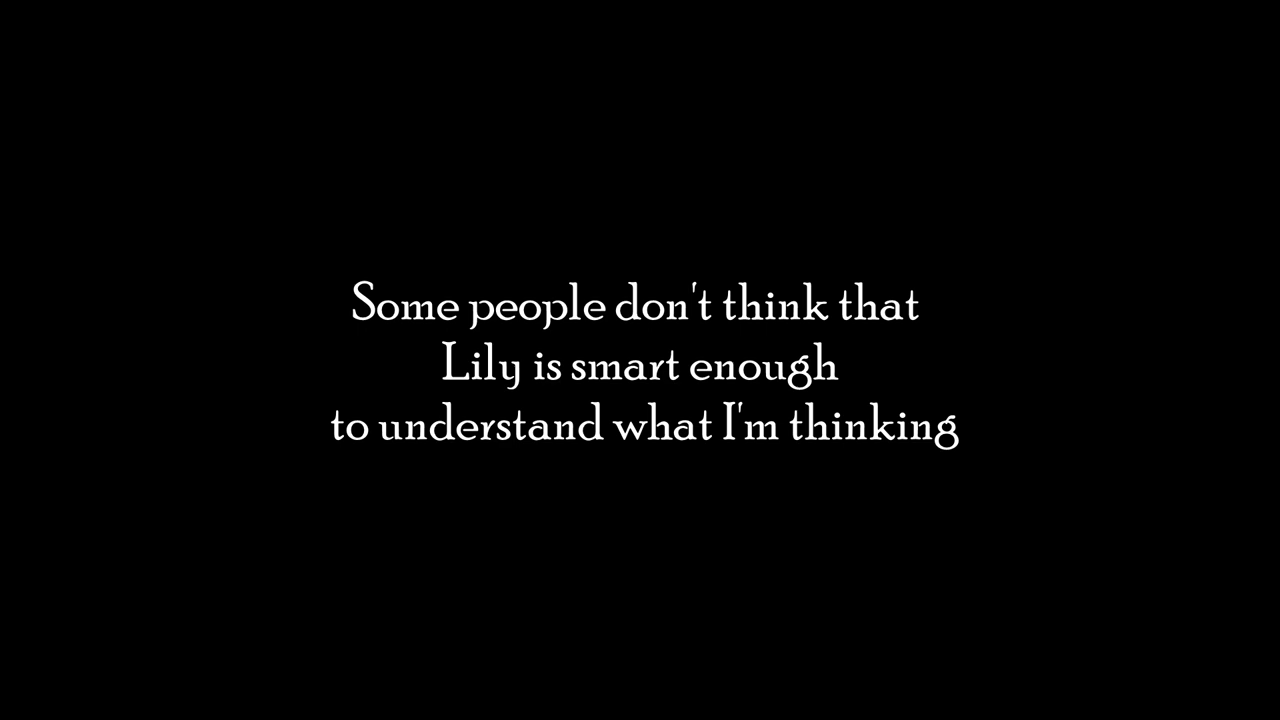 Some people don't think that
Lily is smart enough
to understand what I'm thinking